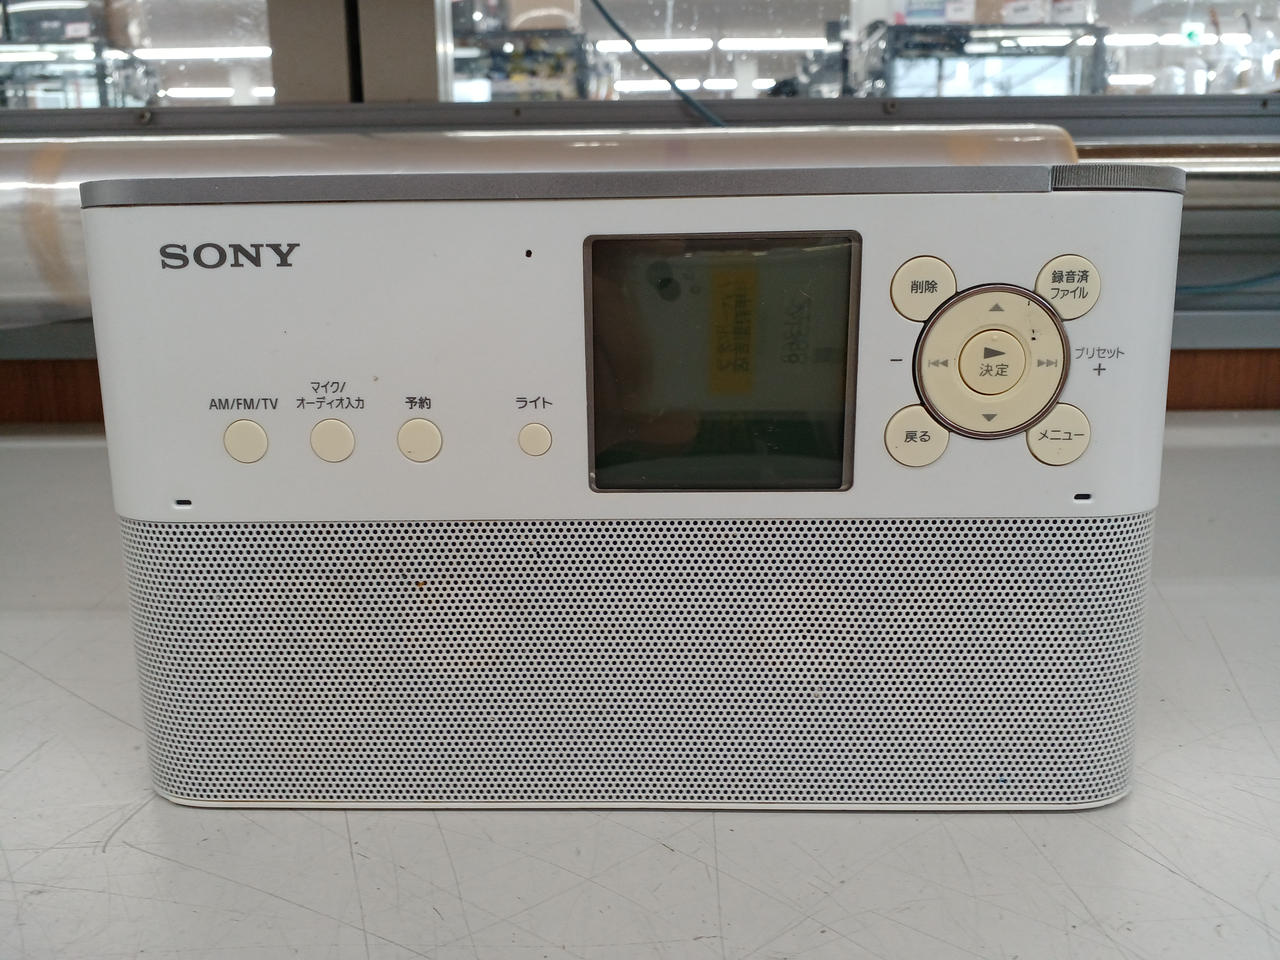 SONY
削除
録音済
ファイル
プリセット
−
+
決定
AM/FM/TV
マイク/
オーディオ入力
予約
ライト
戻る
メニュー